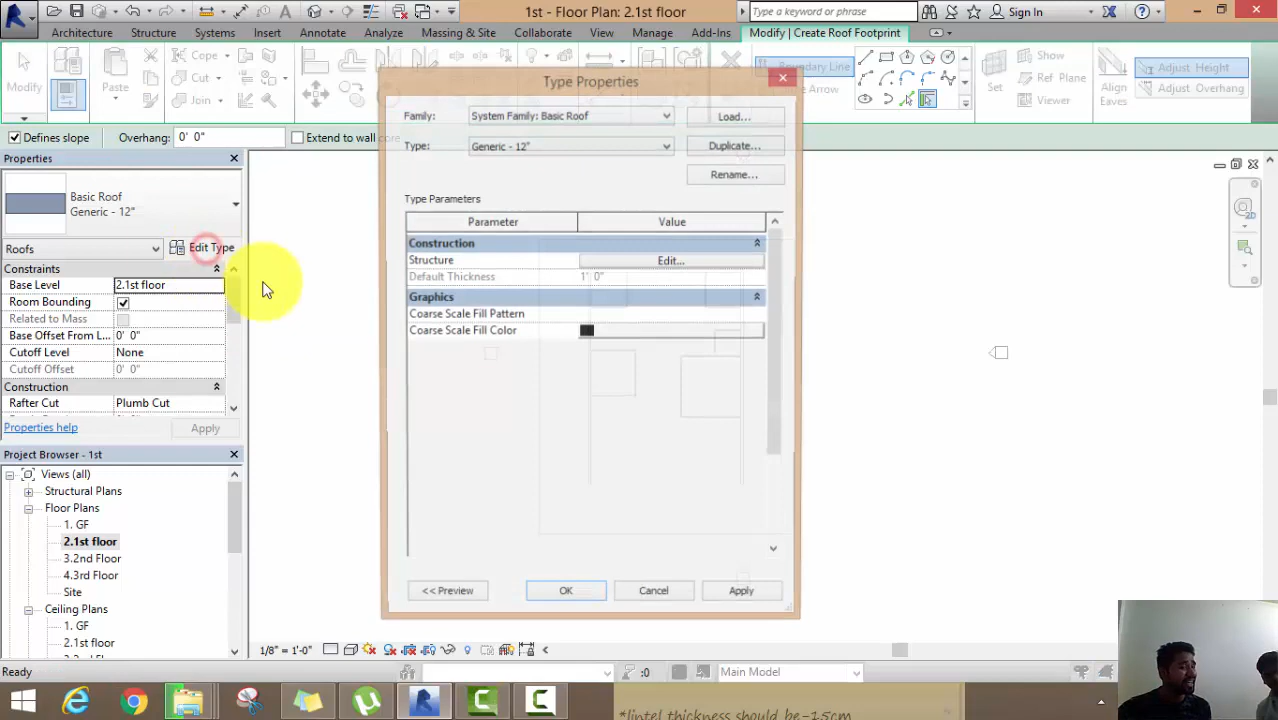 1st - Floor Plan: 2.1st floor
Type a keyword or phrase
Sign In
Architecture Structure Systems Insert Annotate Analyze Massing & Site Collaborate View Manage Add-Ins Modify | Create Roof Footprint
Modify
Paste
Cope
Cut
Join
Boundary Line
Set
Show
Ref Plane
Viewer
Align
Eaves
Adjust Height
Adjust Overhang
Defines slope Overhang: 0' 0" Extend to wall core
Properties
Basic Roof
Generic - 12"
Roofs
Edit Type
Constraints
Base Level 2.1st floor
Room Bounding
Related to Mass
Base Offset From L... 0' 0"
Cutoff Level None
Cutoff Offset 0' 0"
Construction
Rafter Cut Plumb Cut
Properties help Apply
Project Browser - 1st
Views (all)
Structural Plans
Floor Plans
1. GF
2.1st floor
3.2nd Floor
4.3rd Floor
Site
Ceiling Plans
1. GF
2.1st floor
Type Properties
Family: System Family: Basic Roof Load...
Type: Generic - 12" Duplicate...
Rename...
Type Parameters
Parameter Value
Construction
Structure Edit...
Default Thickness 1' 0"
Graphics
Coarse Scale Fill Pattern
Coarse Scale Fill Color
<< Preview OK Cancel Apply
1/8" = 1'-0"
Ready
:0
Main Model
*lintel thickness should be-15cm